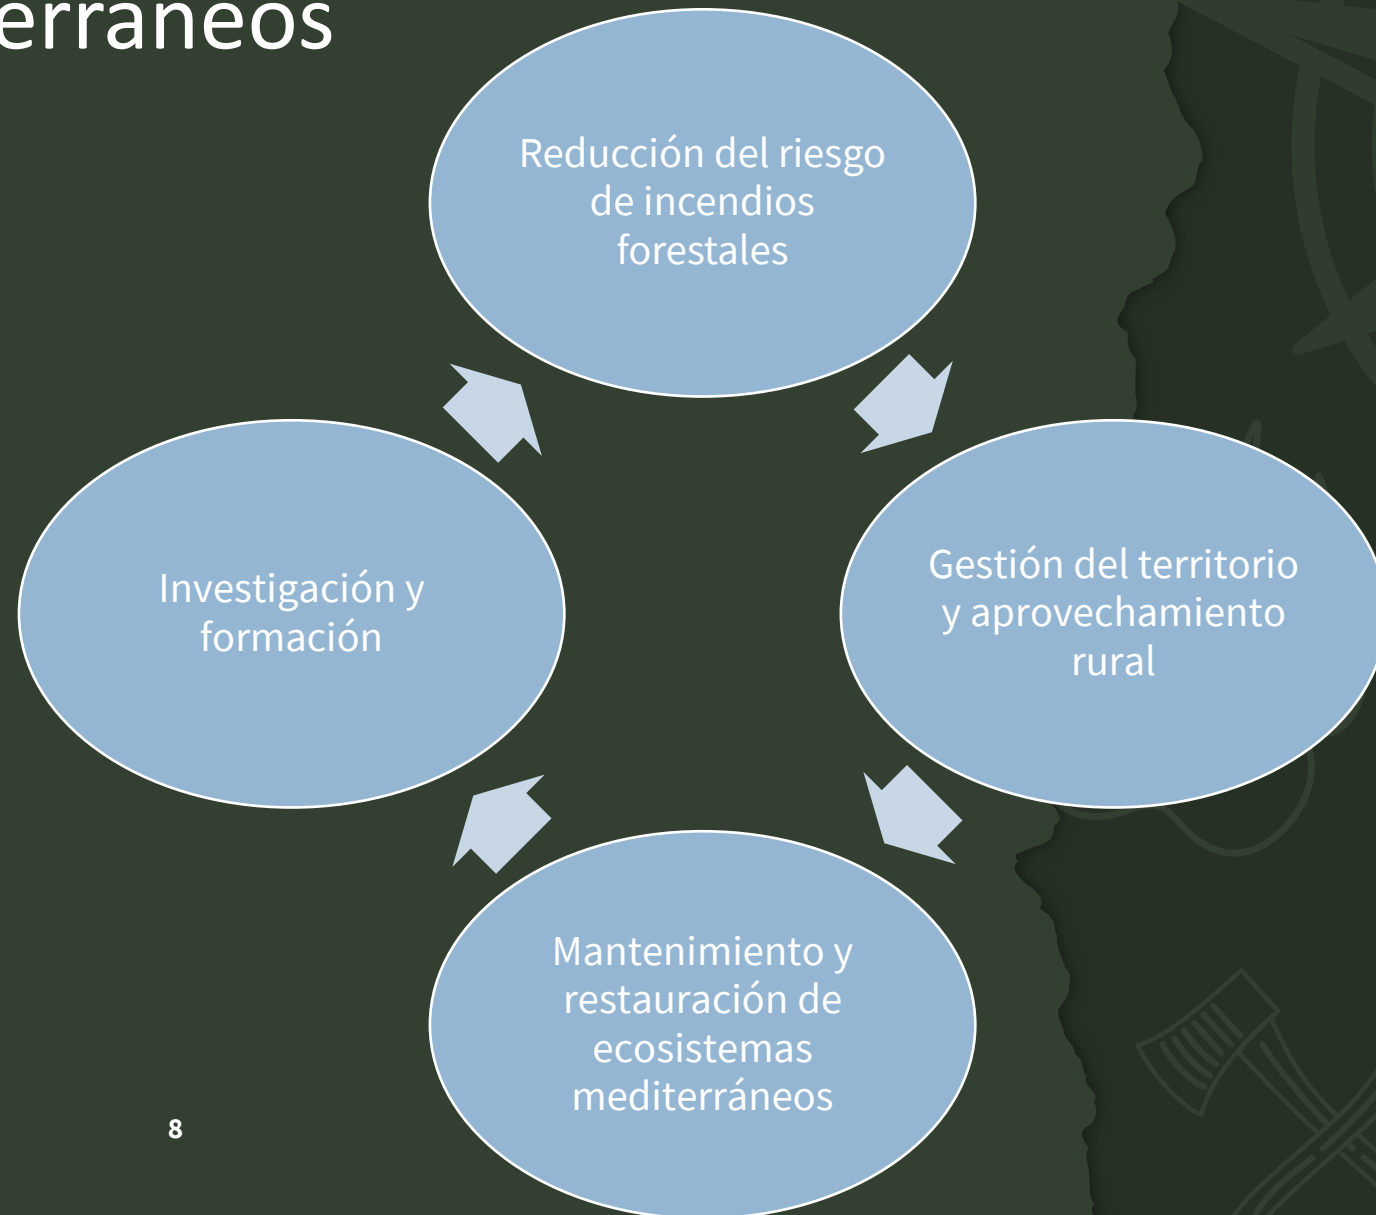 erráneos
Reducción del riesgo
de incendios
forestales
Gestión del territorio
y aprovechamiento
rural
Mantenimiento y
restauración de
ecosistemas
mediterráneos
Investigación y
formación
8